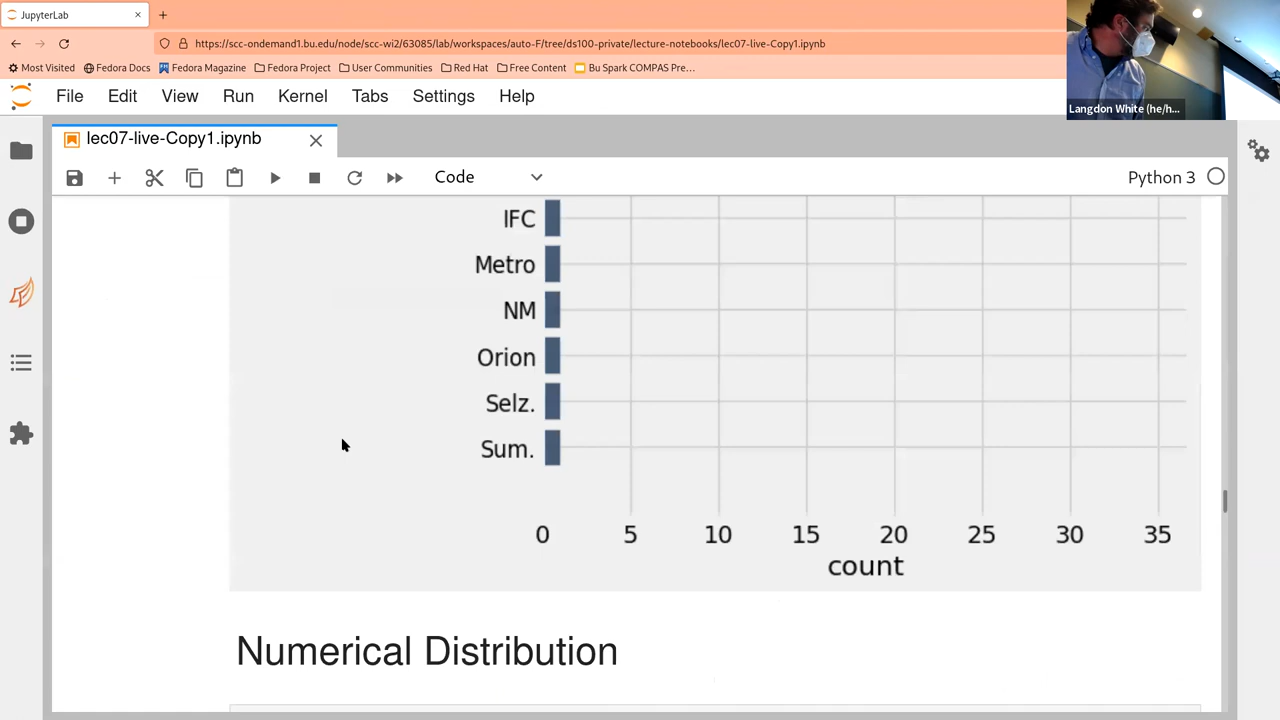 JupyterLab
https://scc-ondemand1.bu.edu/node/scc-wi2/63085/lab/workspaces/auto-F/tree/ds100-private/lecture-notebooks/lec07-live-Copy1.ipynb
Most Visited Fedora Docs Fedora Magazine Fedora Project User Communities Red Hat Free Content Bu Spark COMPAS Pre…
Langdon White (he/h...
File Edit View Run Kernel Tabs Settings Help
lec07-live-Copy1.ipynb
Code Python 3
IFC
Metro
NM
Orion
Selz.
Sum.
0 5 10 15 20 25 30 35
count
Numerical Distribution